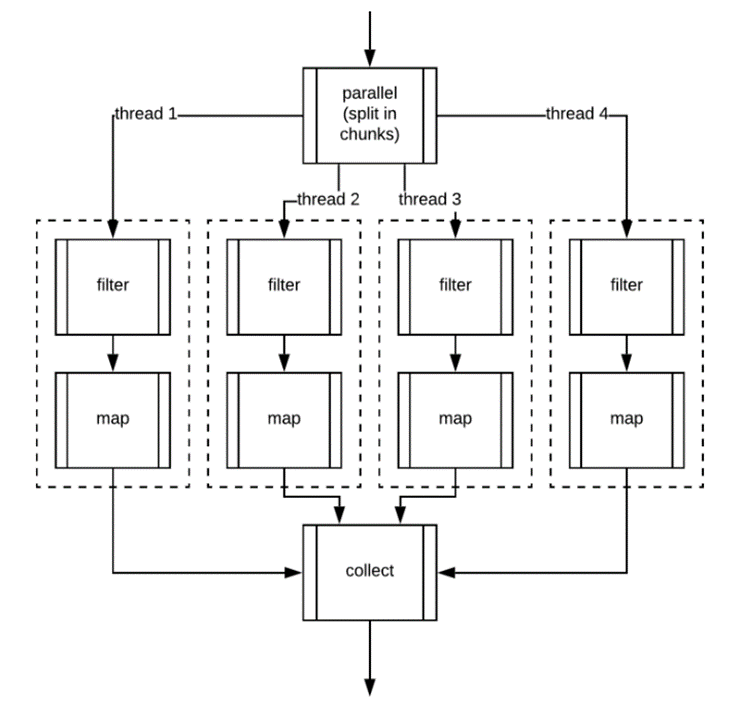 parallel
(split in
chunks)
thread 1
thread 4
thread 2
thread 3
filter
filter
filter
filter
map
map
map
map
collect